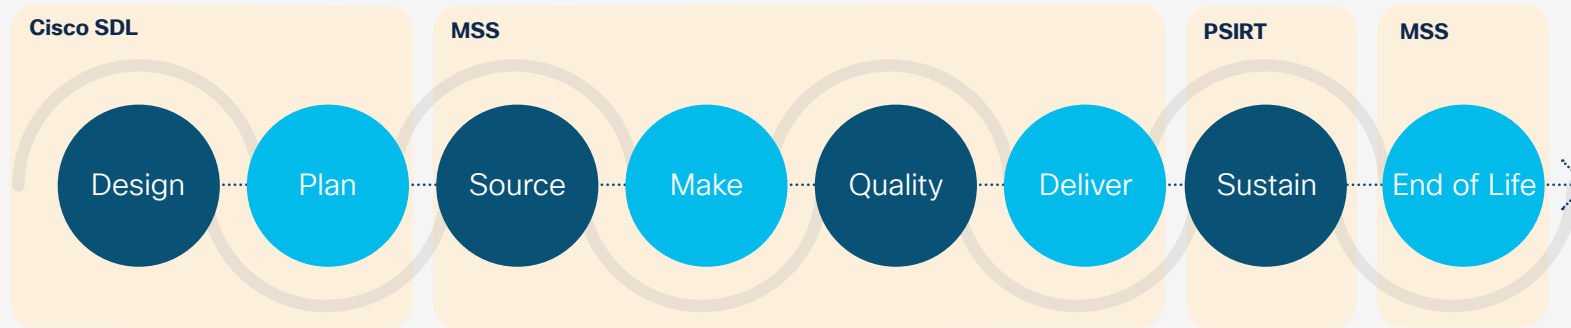 Cisco SDL
MSS
PSIRT
MSS
Design
Plan
Source
Make
Quality
Deliver
Sustain
End of Life